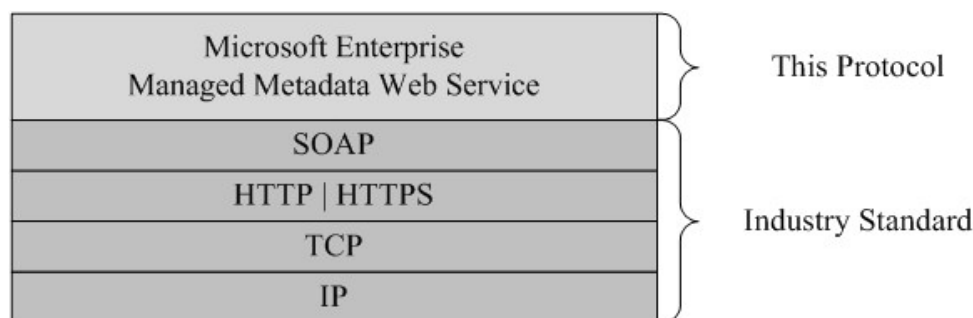 Microsoft Enterprise
Managed Metadata Web Service
This Protocol
SOAP
HTTP | HTTPS
TCP
IP
Industry Standard